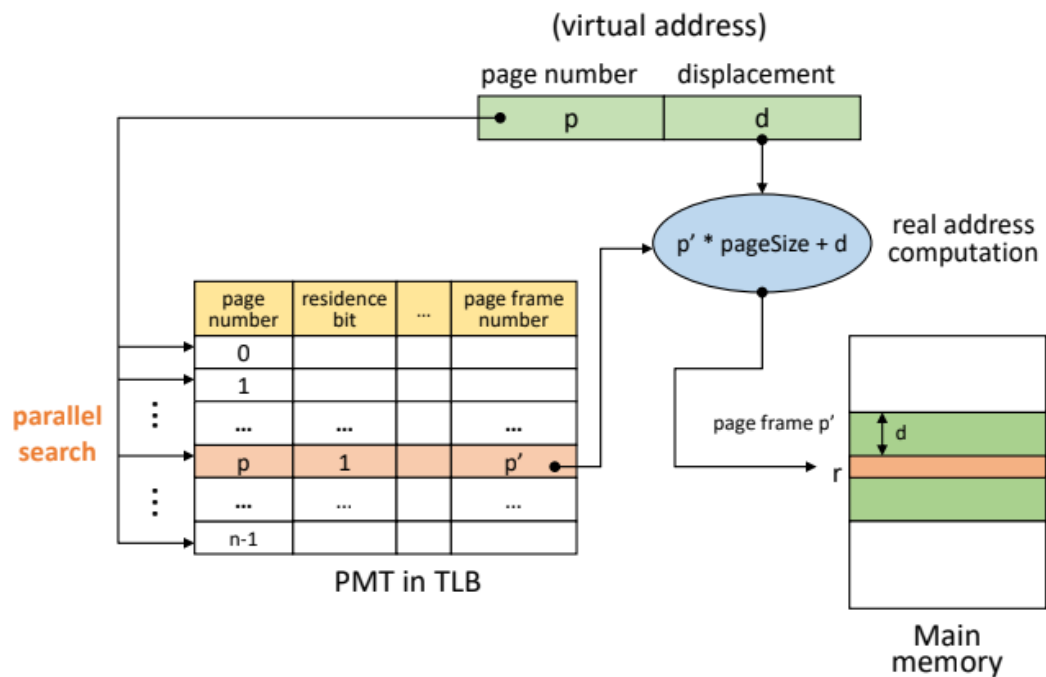 (virtual address)
page number displacement
p d
p’ * pageSize + d
real address
computation
page
number
residence
bit
...
page frame
number
0
1
... ... ...
p 1 p’
... ... ...
n-1
parallel
search
⋮
⋮
PMT in TLB
page frame p’
d
r
Main
memory